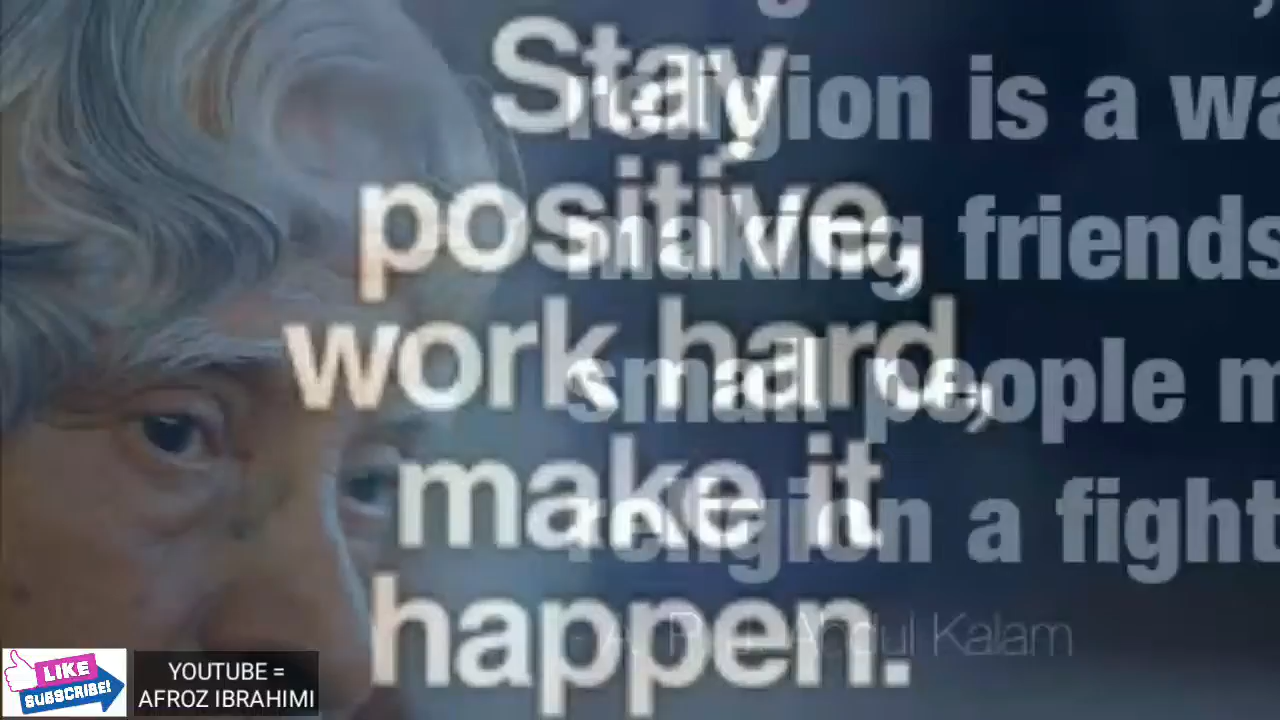 Stay
positive,
work hard,
make it
happen.
religion is a wa
making friends
small people m
religion a fight
Abdul Kalam
LIKE
SUBSCRIBE!
YOUTUBE =
AFROZ IBRAHIMI